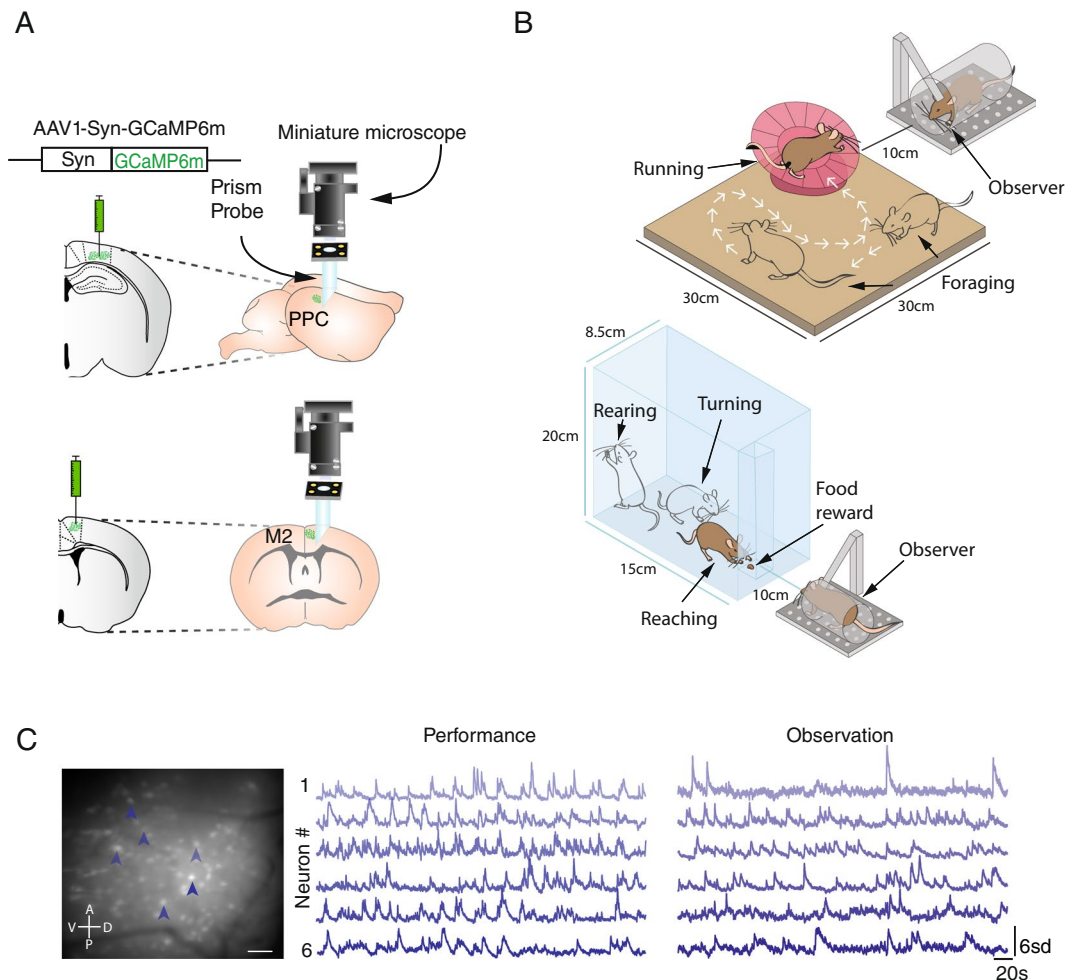 A
AAV1-Syn-GCaMP6m
Syn
GCaMP6m
Miniature microscope
Prism
Probe
PPC
M2
B
Running
10cm
Observer
Foraging
30cm
30cm
8.5cm
20cm
Rearing
Turning
Food
reward
Observer
15cm
10cm
Reaching
C
Performance
Observation
Neuron #
1
6
A
V
D
P
6sd
20s